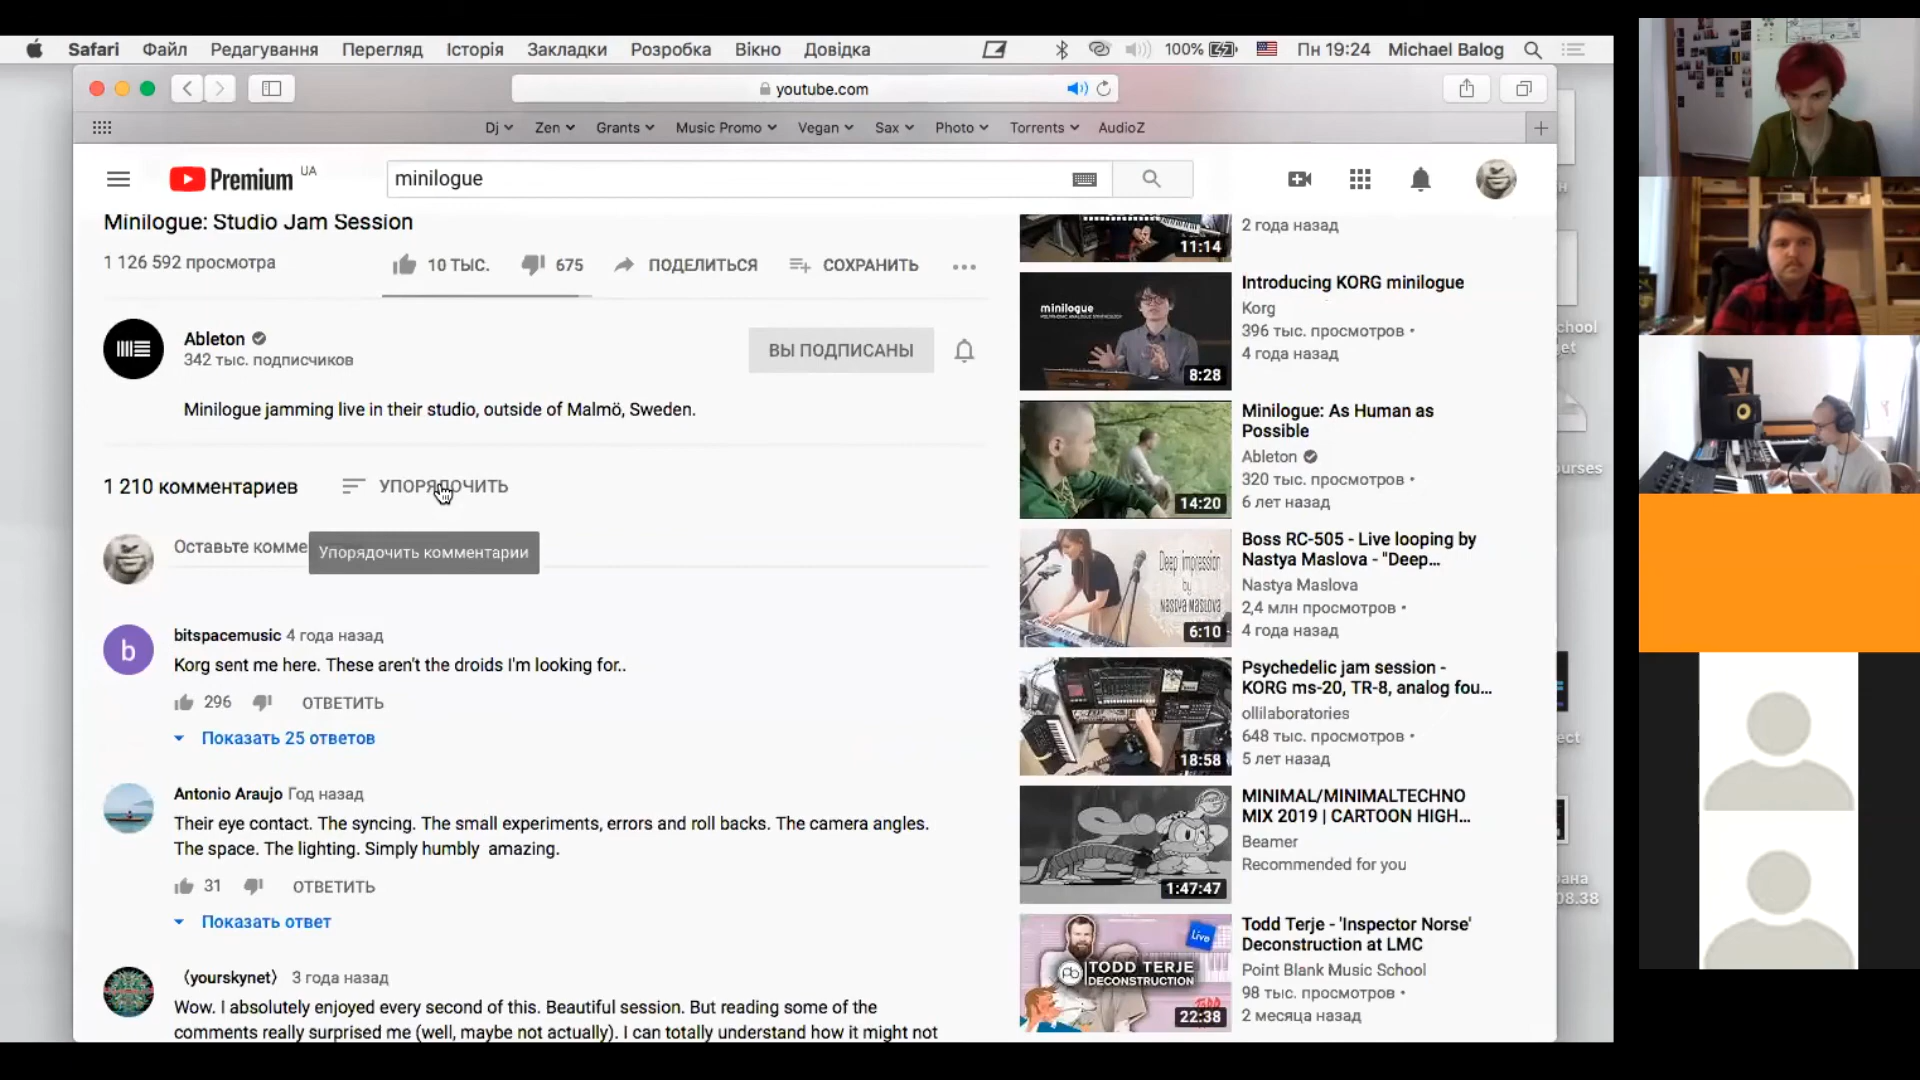 Safari Файл Редагування Перегляд Історія Закладки Розробка Вікно Довідка 100% Пн 19:24 Michael Balog
youtube.com
Dj Zen Grants Music Promo Vegan Sax Photo Torrents AudioZ
Premium UA
minilogue
Minilogue: Studio Jam Session
1 126 592 просмотра
10 ТЫС. 675 ПОДЕЛИТЬСЯ СОХРАНИТЬ
Ableton
342 тыс. подписчиков
ВЫ ПОДПИСАНЫ
Minilogue jamming live in their studio, outside of Malmö, Sweden.
1 210 комментариев УПОРЯДОЧИТЬ
Оставьте комме
Упорядочить комментарии
b
bitspacemusic 4 года назад
Korg sent me here. These aren't the droids I'm looking for..
296 ОТВЕТИТЬ
Показать 25 ответов
Antonio Araujo Год назад
Their eye contact. The syncing. The small experiments, errors and roll backs. The camera angles.
The space. The lighting. Simply humbly amazing.
31 ОТВЕТИТЬ
Показать ответ
⟨yourskynet⟩ 3 года назад
Wow. I absolutely enjoyed every second of this. Beautiful session. But reading some of the
comments really surprised me (well, maybe not actually). I can totally understand how it might not
11:14
2 года назад
minilogue
8:28
Introducing KORG minilogue
Korg
396 тыс. просмотров •
4 года назад
14:20
Minilogue: As Human as
Possible
Ableton
320 тыс. просмотров •
6 лет назад
Deep impression
by
NASTYA MASLOVA
6:10
Boss RC-505 - Live looping by
Nastya Maslova - "Deep...
Nastya Maslova
2,4 млн просмотров •
4 года назад
18:58
Psychedelic jam session -
KORG ms-20, TR-8, analog fou...
ollilaboratories
648 тыс. просмотров •
5 лет назад
1:47:47
MINIMAL/MINIMALTECHNO
MIX 2019 | CARTOON HIGH...
Beamer
Recommended for you
Live
TODD TERJE
DECONSTRUCTION
22:38
Todd Terje - 'Inspector Norse'
Deconstruction at LMC
Point Blank Music School
98 тыс. просмотров •
2 месяца назад
chool
et
ourses
ect
рана
08.38